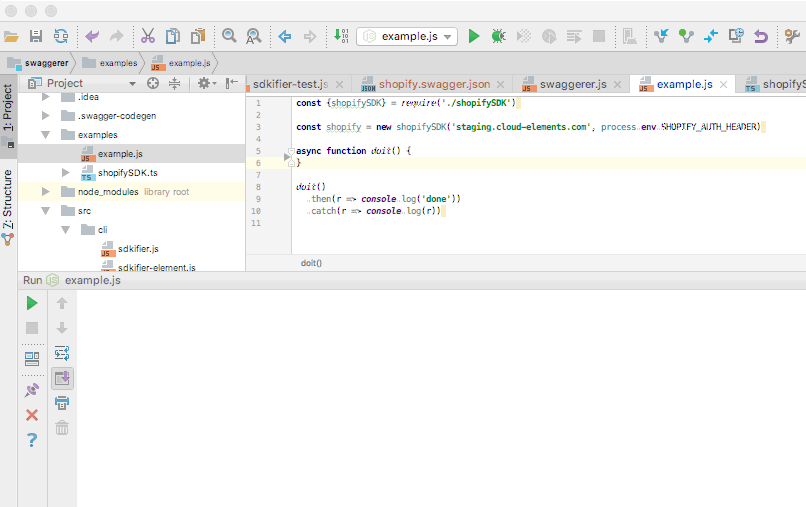 example.js
swaggerer examples example.js
1: Project
Z: Structure
Project
.idea
.swagger-codegen
examples
example.js
shopifySDK.ts
node_modules library root
src
cli
sdkifier.js
sdkifier-element.js
sdkifier-test.js shopify.swagger.json swaggerer.js example.js shopifyS
1 const {shopifySDK} = require('./shopifySDK')
2
3 const shopify = new shopifySDK('staging.cloud-elements.com', process.env.SHOPIFY_AUTH_HEADER)
4
5 async function doit() {
6 }
7
8 doit()
9 .then(r => console.log('done'))
10 .catch(r => console.log(r))
11
doit()
Run example.js